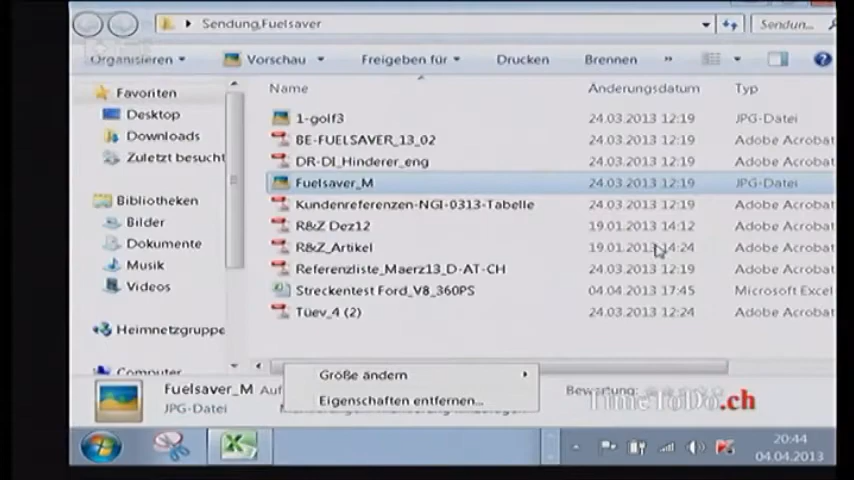 Sendung,Fuelsaver
Sendun...
Organisieren
Vorschau
Freigeben für
Drucken
Brennen
»
Name
Änderungsdatum
Typ
Favoriten
Desktop
Downloads
Zuletzt besucht
Bibliotheken
Bilder
Dokumente
Musik
Videos
Heimnetzgruppe
Computer
1-golf3 24.03.2013 12:19 JPG-Datei
BE-FUELSAVER_13_02 24.03.2013 12:19 Adobe Acrobat
DR-DI_Hinderer_eng 24.03.2013 12:19 Adobe Acrobat
Fuelsaver_M 24.03.2013 12:19 JPG-Datei
Kundenreferenzen-NGI-0313-Tabelle 24.03.2013 12:19 Adobe Acrobat
R&Z Dez12 19.01.2013 14:12 Adobe Acrobat
R&Z_Artikel 19.01.2013 14:24 Adobe Acrobat
Referenzliste_Maerz13_D-AT-CH 24.03.2013 12:19 Adobe Acrobat
Streckentest Ford_V8_360PS 04.04.2013 17:45 Microsoft Excel
Tüev_4 (2) 24.03.2013 12:24 Adobe Acrobat
Größe ändern
Eigenschaften entfernen...
Fuelsaver_M Auf
JPG-Datei
Bewertung:
TimeToDo.ch
20:44
04.04.2013